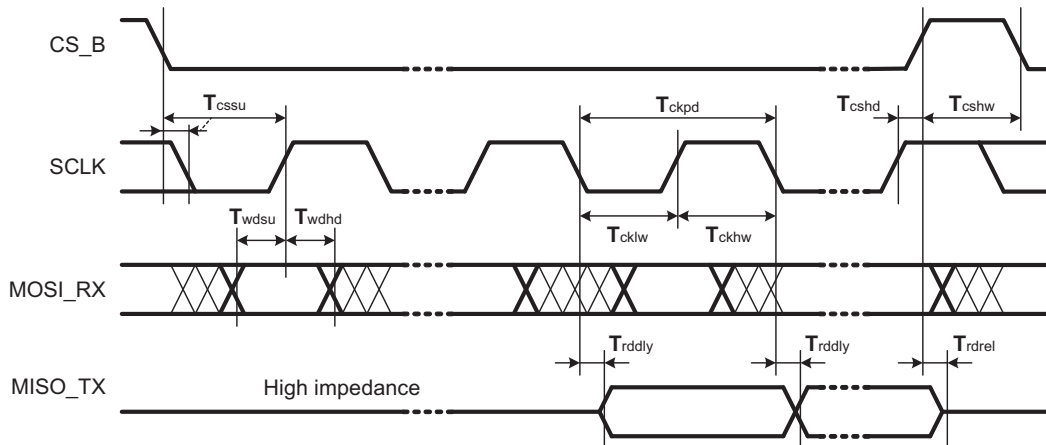 CS_B
Tcssu
Tckpd
Tcshd
Tcshw
SCLK
Twdsu
Twdhd
Tcklw
Tckhw
MOSI_RX
Trddly
Trddly
Trdrel
MISO_TX
High impedance